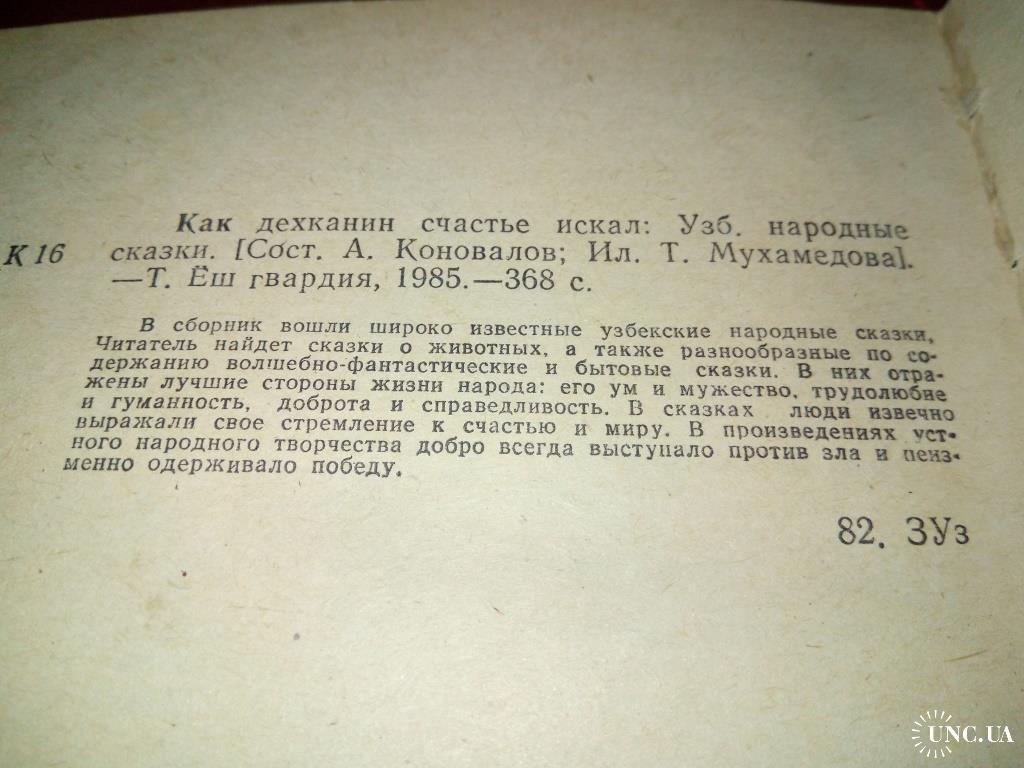 Как дехканин счастье искал: Узб. народные
К 16 сказки. [Сост. А. Коновалов; Ил. Т. Мухамедова].
—Т. Ёш гвардия, 1985.—368 с.
В сборник вошли широко известные узбекские народные сказки.
Читатель найдет сказки о животных, а также разнообразные по со-
держанию волшебно-фантастические и бытовые сказки. В них отра-
жены лучшие стороны жизни народа: его ум и мужество, трудолюбие
и гуманность, доброта и справедливость. В сказках люди извечно
выражали свое стремление к счастью и миру. В произведениях уст-
ного народного творчества добро всегда выступало против зла и неиз-
менно одерживало победу.
82. ЗУз
UNC.UA